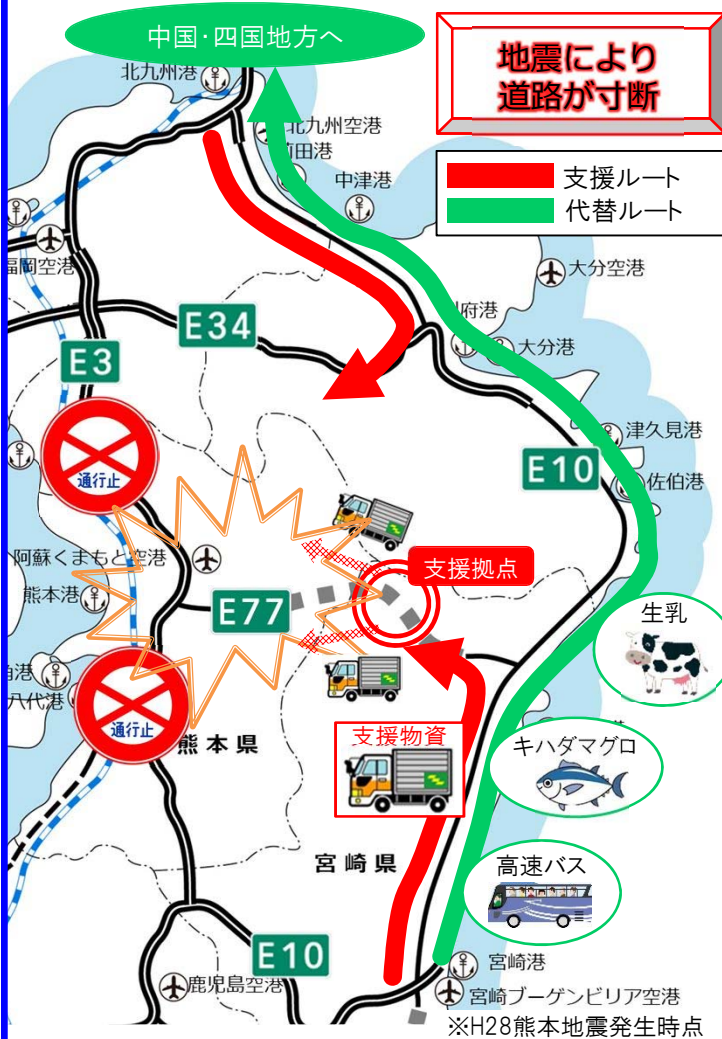 中国・四国地方へ
地震により
道路が寸断
北九州港
北九州空港
支援ルート
代替ルート
苅田港
中津港
福岡空港
大分空港
E34
府港
大分港
E3
津久見港
E10
佐伯港
通行止
阿蘇くまもと空港
支援拠点
熊本港
E77
生乳
角港
八代港
通行止
熊本県
支援物資
キハダマグロ
宮崎県
高速バス
E10
宮崎港
鹿児島空港
宮崎ブーゲンビリア空港
※H28熊本地震発生時点